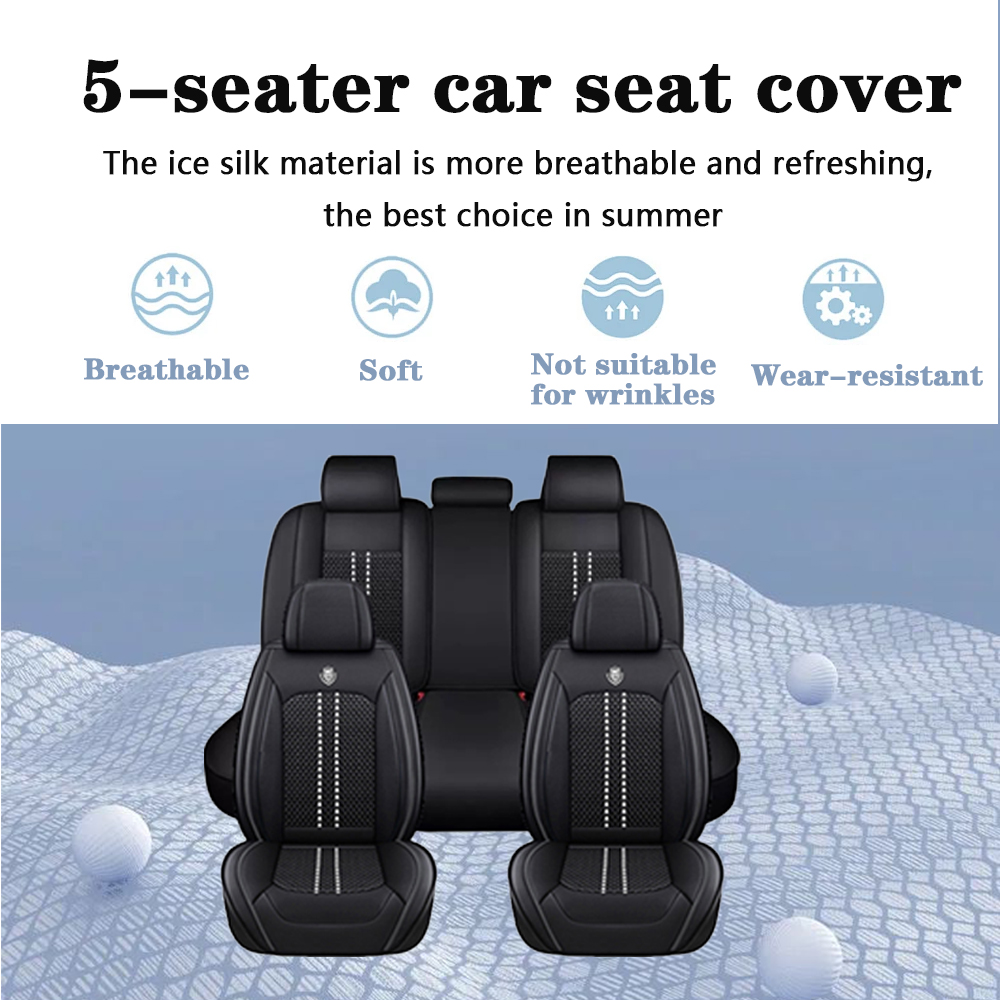 5-seater car seat cover
The ice silk material is more breathable and refreshing,
the best choice in summer
Breathable
Soft
Not suitable
for wrinkles
Wear-resistant